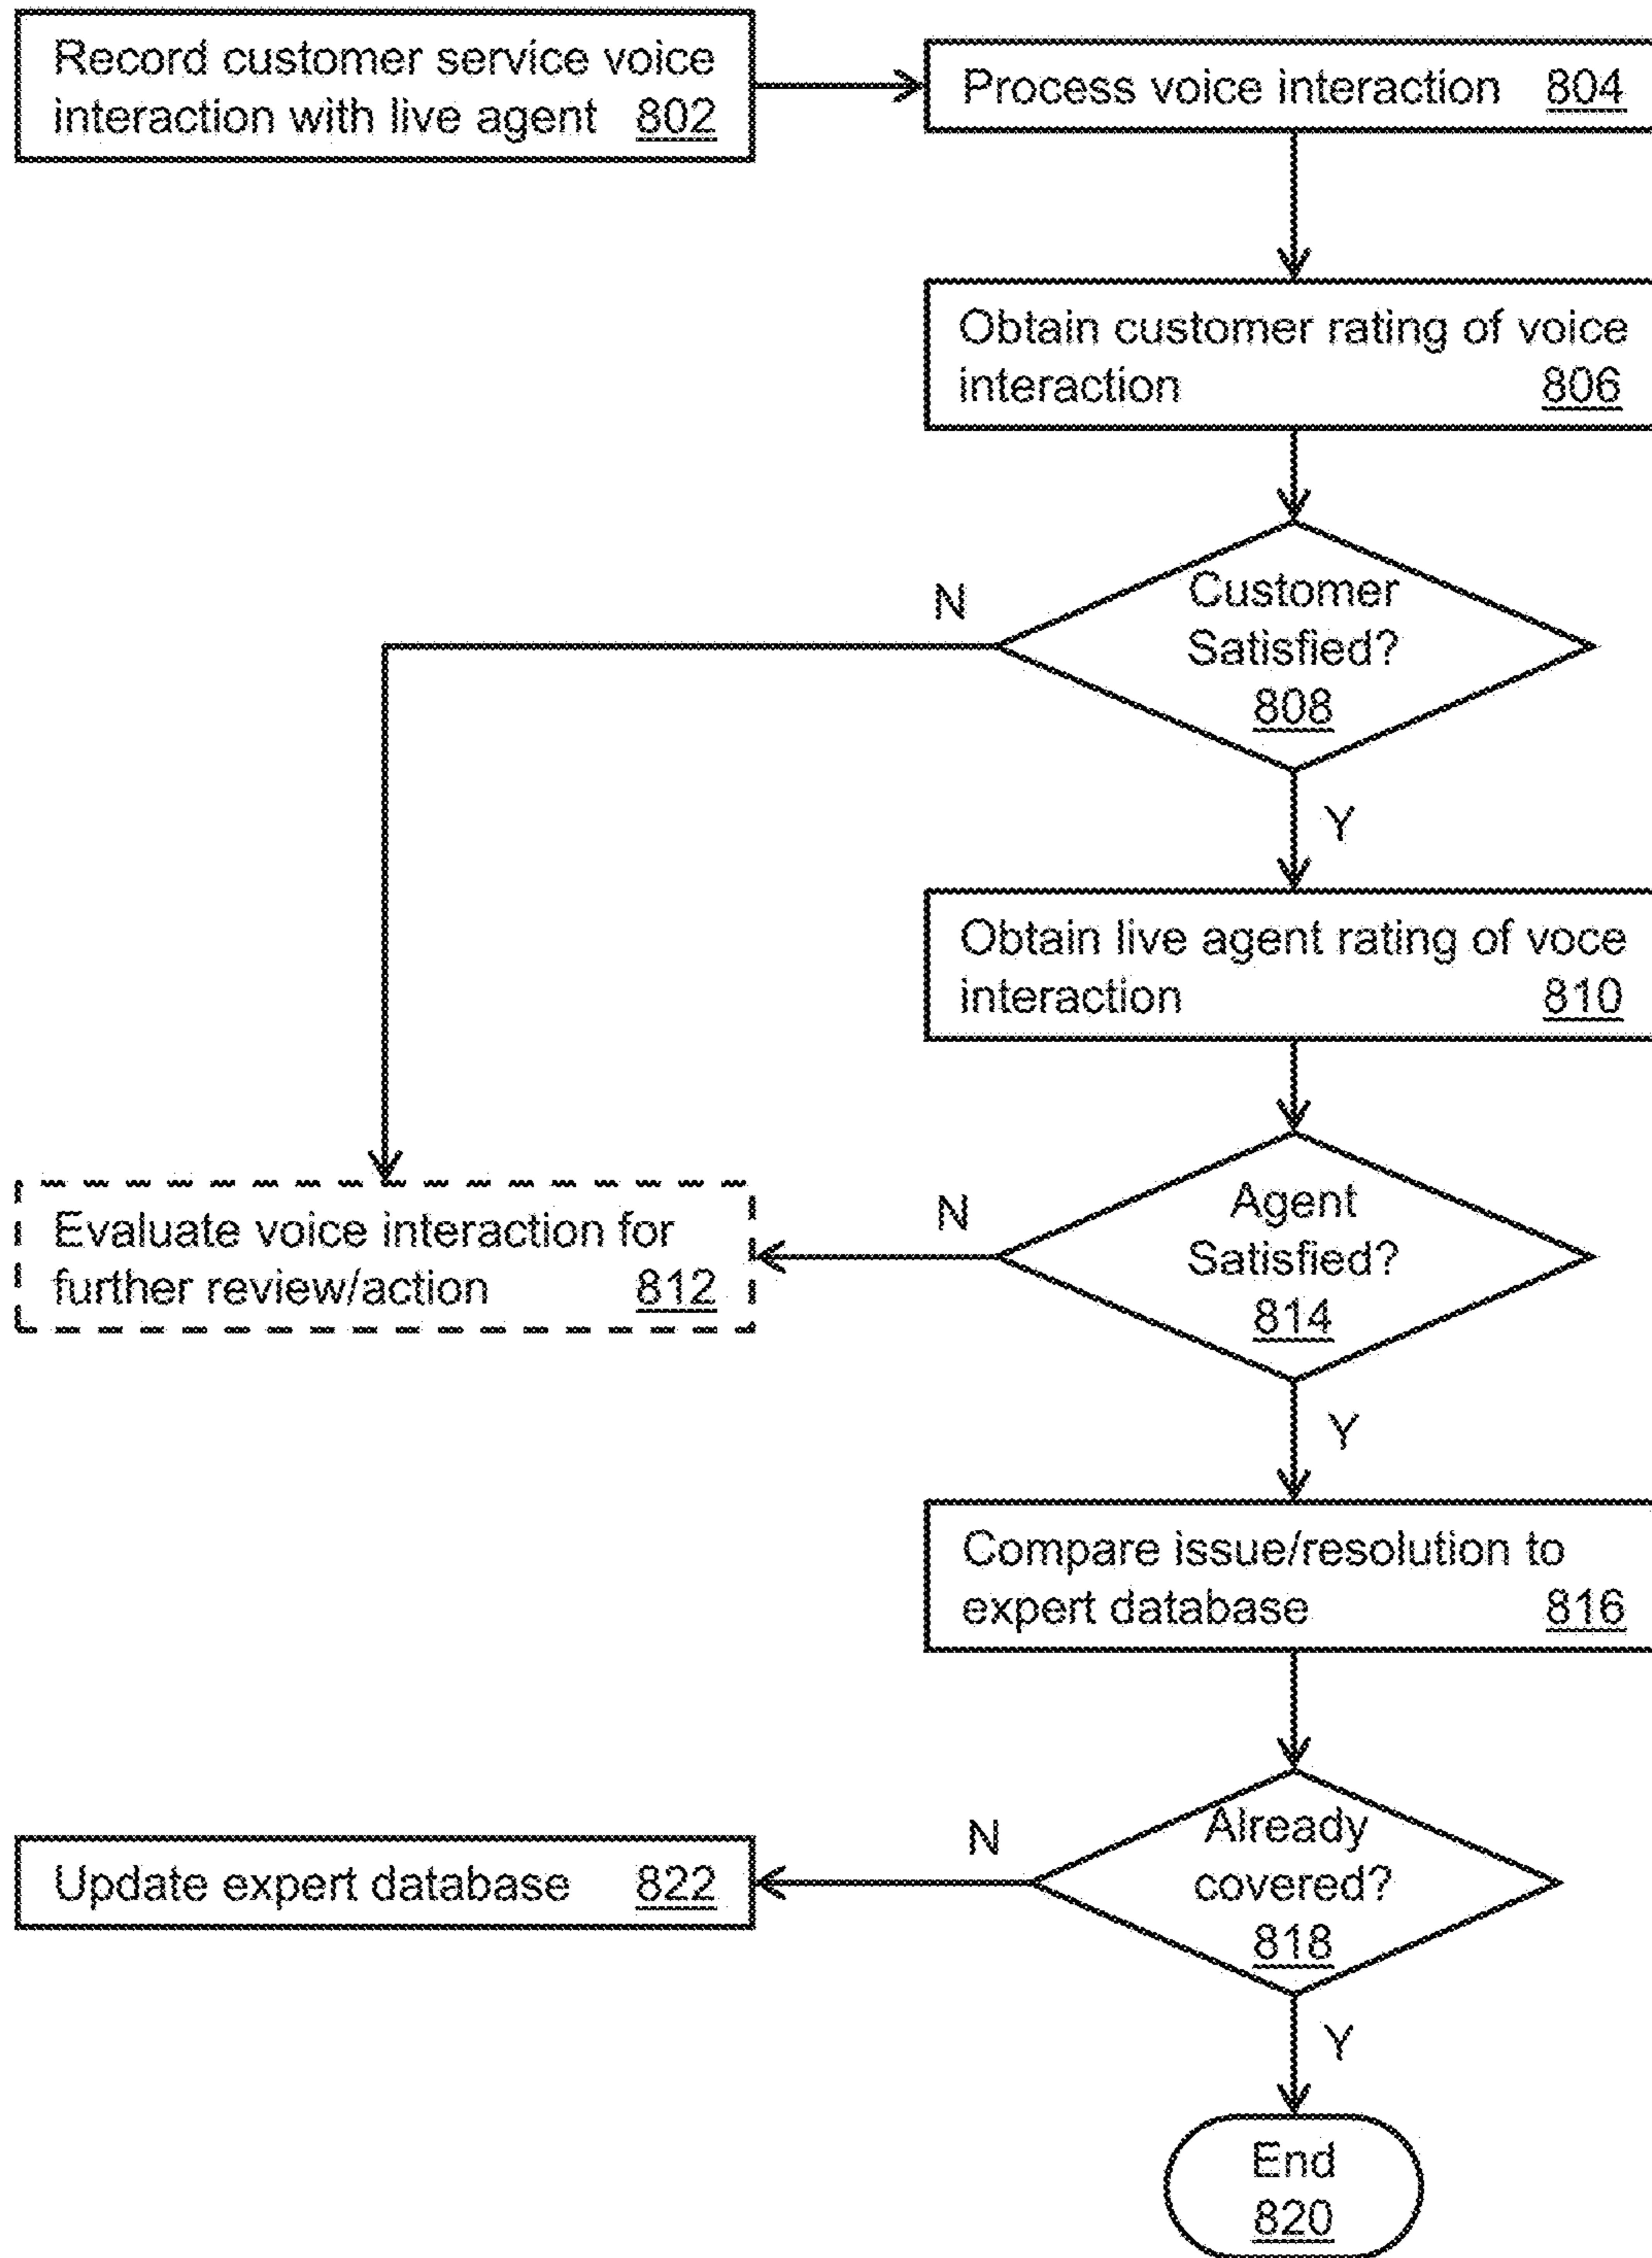 Record customer service voice
interaction with live agent 802
Process voice interaction 804
Obtain customer rating of voice
interaction 806
N
Customer
Satisfied?
808
Y
Obtain live agent rating of voce
interaction 810
Evaluate voice interaction for
further review/action 812
N
Agent
Satisfied?
814
Y
Compare issue/resolution to
expert database 816
Update expert database 822
N
Already
covered?
818
Y
End
820